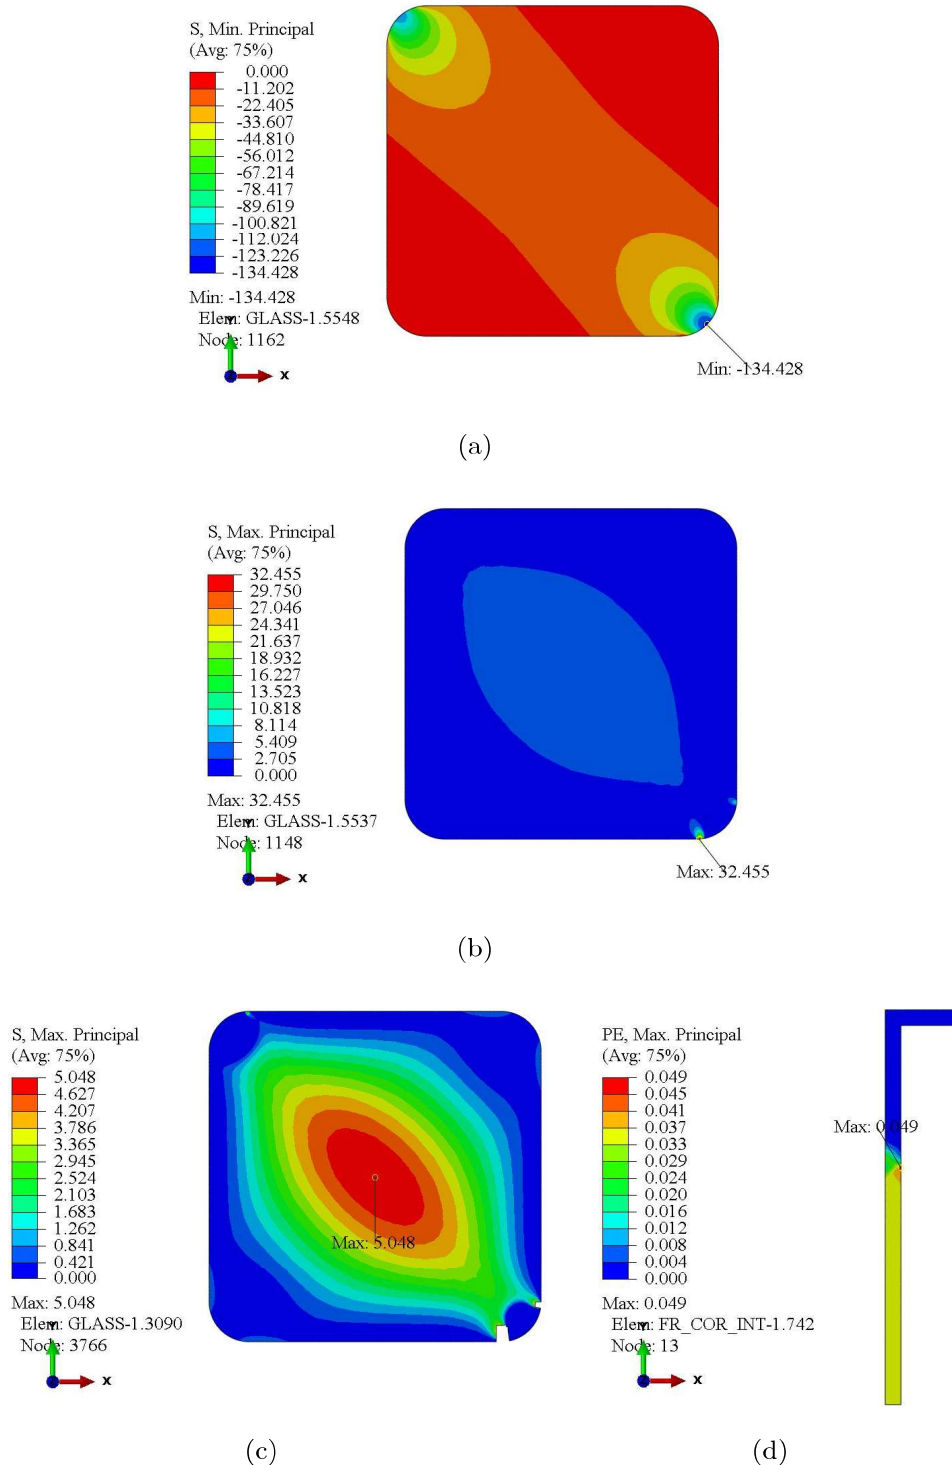 S, Min. Principal
(Avg: 75%)
0.000
-11.202
-22.405
-33.607
-44.810
-56.012
-67.214
-78.417
-89.619
-100.821
-112.024
-123.226
-134.428
Min: -134.428
Elem: GLASS-1.5548
Node: 1162
X
Min: -134.428
(a)
S, Max. Principal
(Avg: 75%)
32.455
29.750
27.046
24.341
21.637
18.932
16.227
13.523
10.818
8.114
5.409
2.705
0.000
Max: 32.455
Elem: GLASS-1.5537
Node: 1148
X
Max: 32.455
(b)
S, Max. Principal
(Avg: 75%)
5.048
4.627
4.207
3.786
3.365
2.945
2.524
2.103
1.683
1.262
0.841
0.421
0.000
Max: 5.048
Elem: GLASS-1.3090
Node: 3766
X
Max: 5.048
(c)
PE, Max. Principal
(Avg: 75%)
0.049
0.045
0.041
0.037
0.033
0.029
0.024
0.020
0.016
0.012
0.008
0.004
0.000
Max: 0.049
Elem: FR_COR_INT-1.742
Node: 13
X
Max: 0.049
(d)